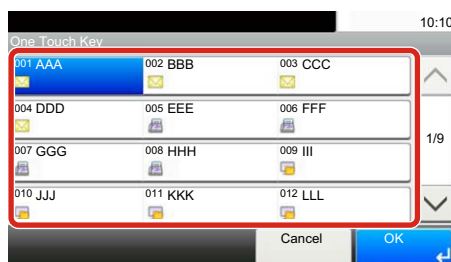 10:10
One Touch Key
001 AAA 002 BBB 003 CCC
004 DDD 005 EEE 006 FFF
1/9
007 GGG 008 HHH 009 III
010 JJJ 011 KKK 012 LLL
Cancel OK